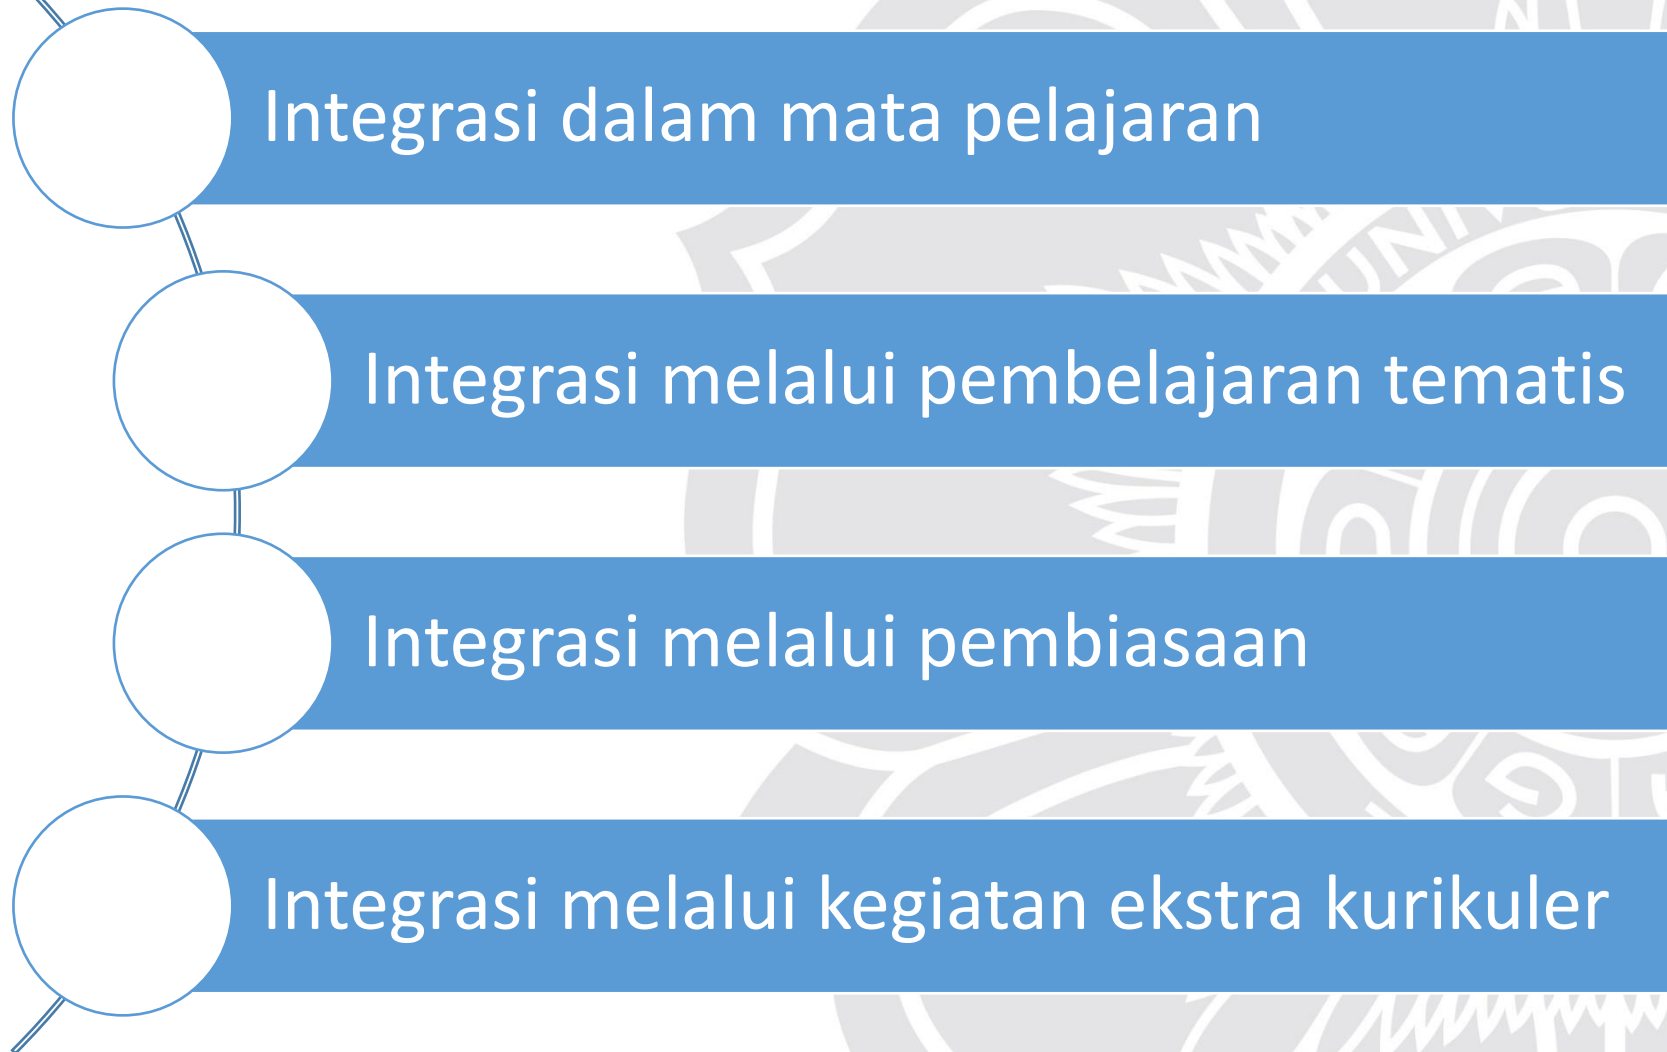 Integrasi dalam mata pelajaran
Integrasi melalui pembelajaran tematis
Integrasi melalui pembiasaan
Integrasi melalui kegiatan ekstra kurikuler